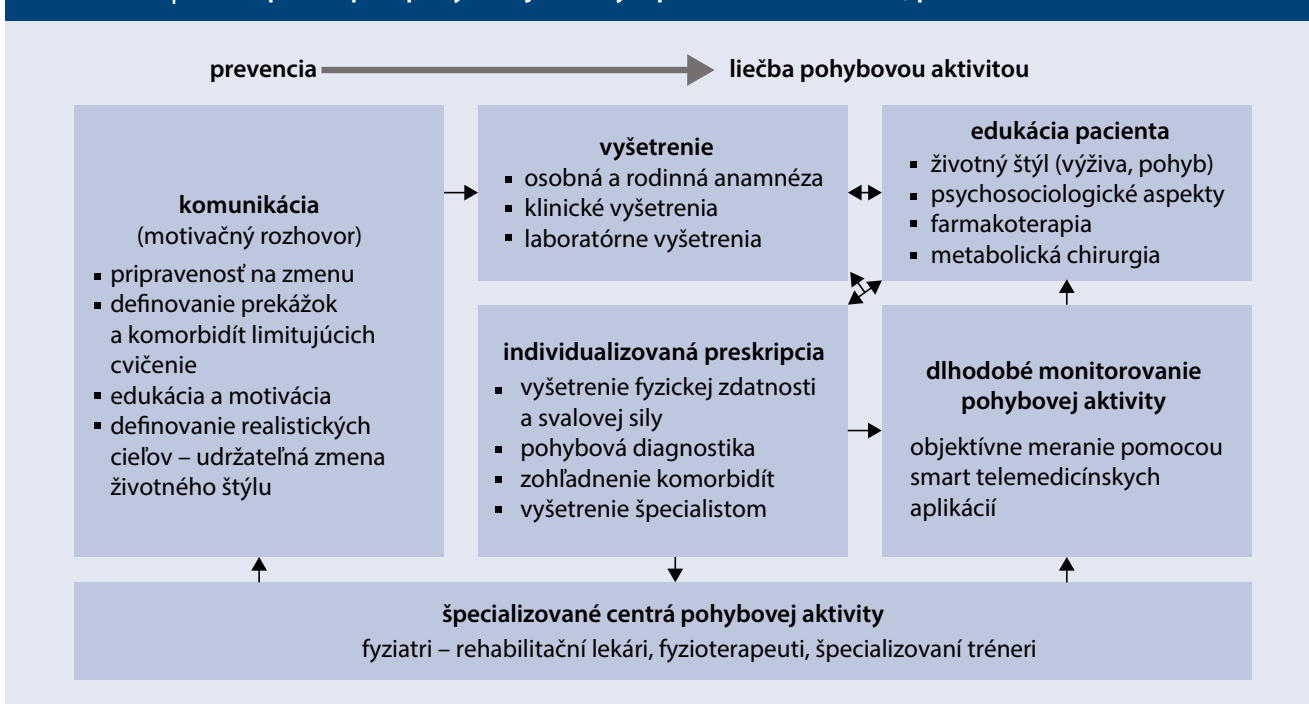 prevencia
liečba pohybovou aktivitou
komunikácia
(motivačný rozhovor)
▪ pripravenosť na zmenu
▪ definovanie prekážok
a komorbidít limitujúcich
cvičenie
▪ edukácia a motivácia
▪ definovanie realistických
cieľov – udržateľná zmena
životného štýlu
vyšetrenie
▪ osobná a rodinná anamnéza
▪ klinické vyšetrenia
▪ laboratórne vyšetrenia
edukácia pacienta
▪ životný štýl (výživa, pohyb)
▪ psychosociologické aspekty
▪ farmakoterapia
▪ metabolická chirurgia
individualizovaná preskripcia
▪ vyšetrenie fyzickej zdatnosti
a svalovej sily
▪ pohybová diagnostika
▪ zohľadnenie komorbidít
▪ vyšetrenie špecialistom
dlhodobé monitorovanie
pohybovej aktivity
objektívne meranie pomocou
smart telemedicínskych
aplikácií
špecializované centrá pohybovej aktivity
fyziatri – rehabilitační lekári, fyzioterapeuti, špecializovaní tréneri